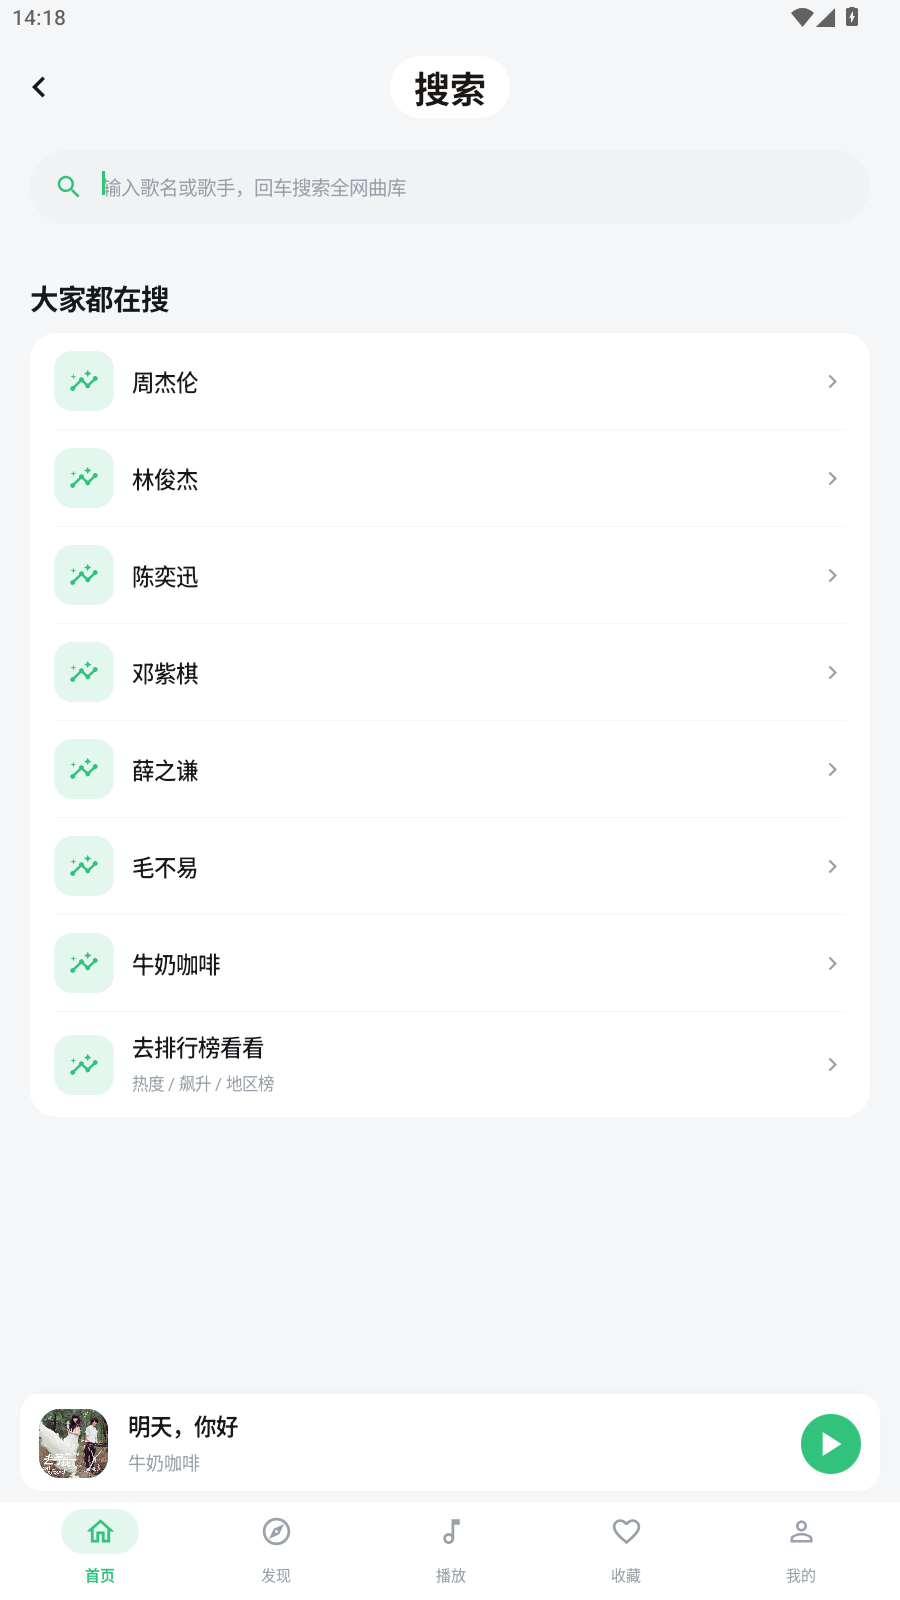 14:18
搜索
输入歌名或歌手，回车搜索全网曲库
大家都在搜
周杰伦
林俊杰
陈奕迅
邓紫棋
薛之谦
毛不易
牛奶咖啡
去排行榜看看
热度 / 飙升 / 地区榜
明天，你好
牛奶咖啡
首页
发现
播放
收藏
我的